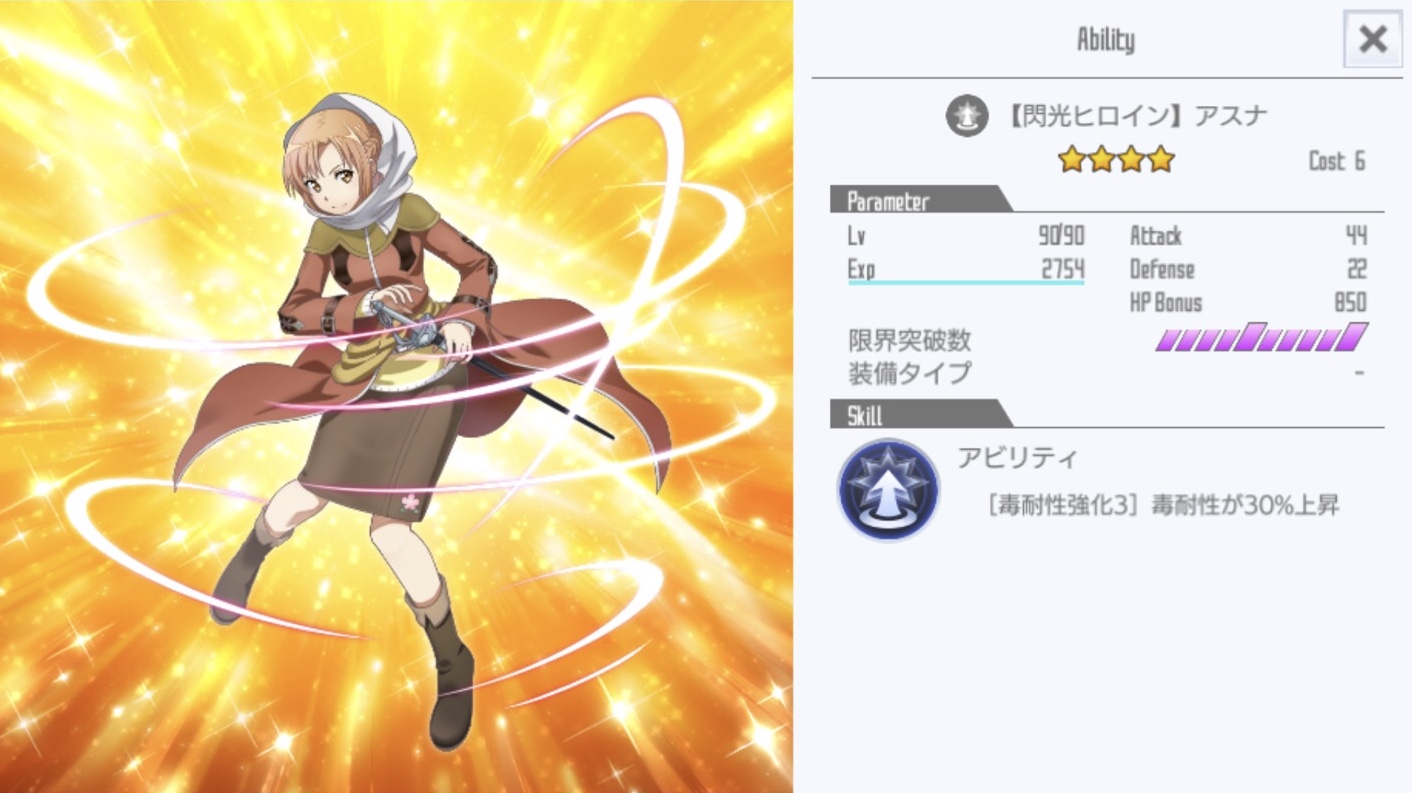 Ability
【閃光ヒロイン】アスナ
Cost 6
Parameter
Lv 90/90
Exp 2754
Attack 44
Defense 22
HP Bonus 850
限界突破数
装備タイプ -
Skill
アビリティ
［毒耐性強化3］毒耐性が30%上昇